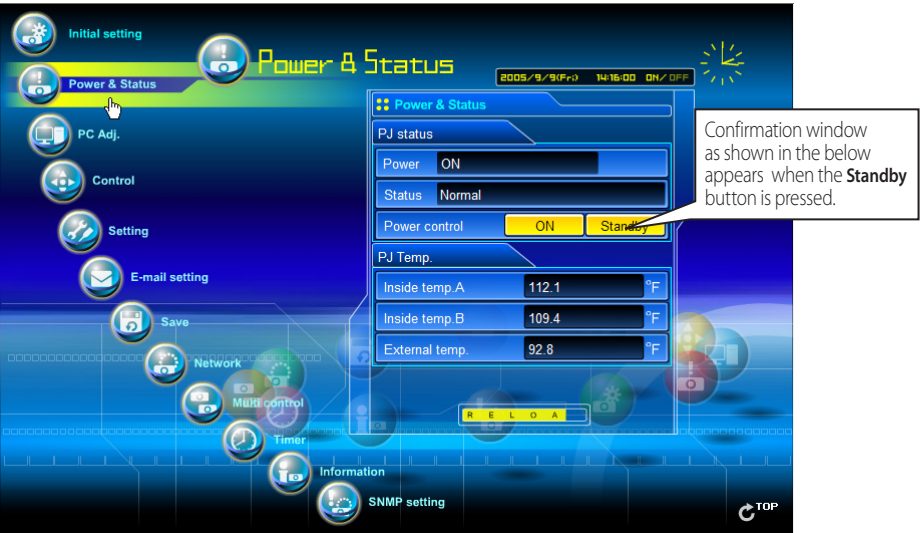 Initial setting
Power & Status
PC Adj.
Control
Setting
E-mail setting
Save
Network
Multi control
Timer
Information
SNMP setting
Power & Status
2005/9/9(Fri) 14:16:00 ON/OFF
Power & Status
PJ status
Power ON
Status Normal
Power control ON Standby
PJ Temp.
Inside temp.A 112.1 °F
Inside temp.B 109.4 °F
External temp. 92.8 °F
R E L O A
TOP
Confirmation window
as shown in the below
appears when the Standby
button is pressed.